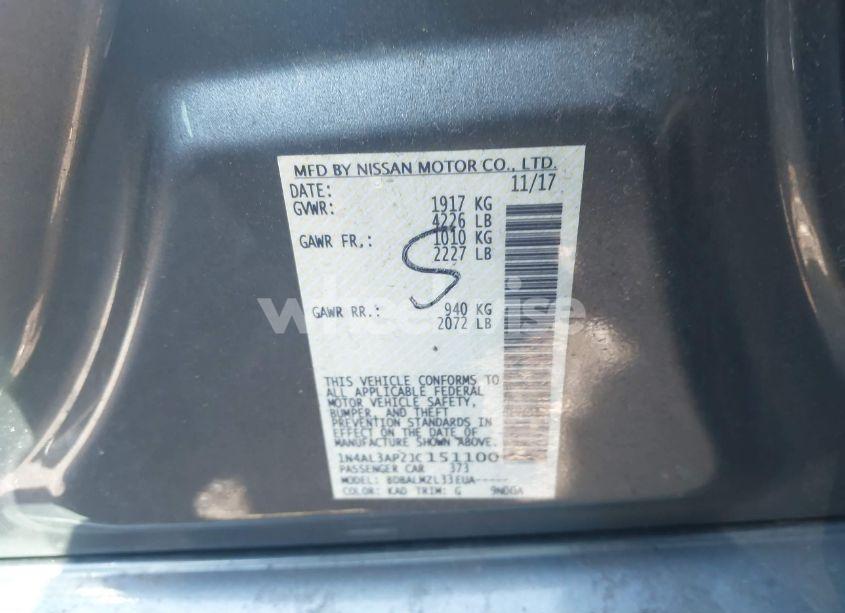 MFD BY NISSAN MOTOR CO., LTD.
DATE: 11/17
GVWR: 1917 KG
4226 LB
GAWR FR.: 1010 KG
2227 LB
S
GAWR RR.: 940 KG
2072 LB
wheelwise
THIS VEHICLE CONFORMS TO
ALL APPLICABLE FEDERAL
MOTOR VEHICLE SAFETY,
BUMPER, AND THEFT
PREVENTION STANDARDS IN
EFFECT ON THE DATE OF
MANUFACTURE SHOWN ABOVE.
1N4AL3AP2JC151100
PASSENGER CAR 373
MODEL: BDBALMZL33EUA-----
COLOR: KAD TRIM: G